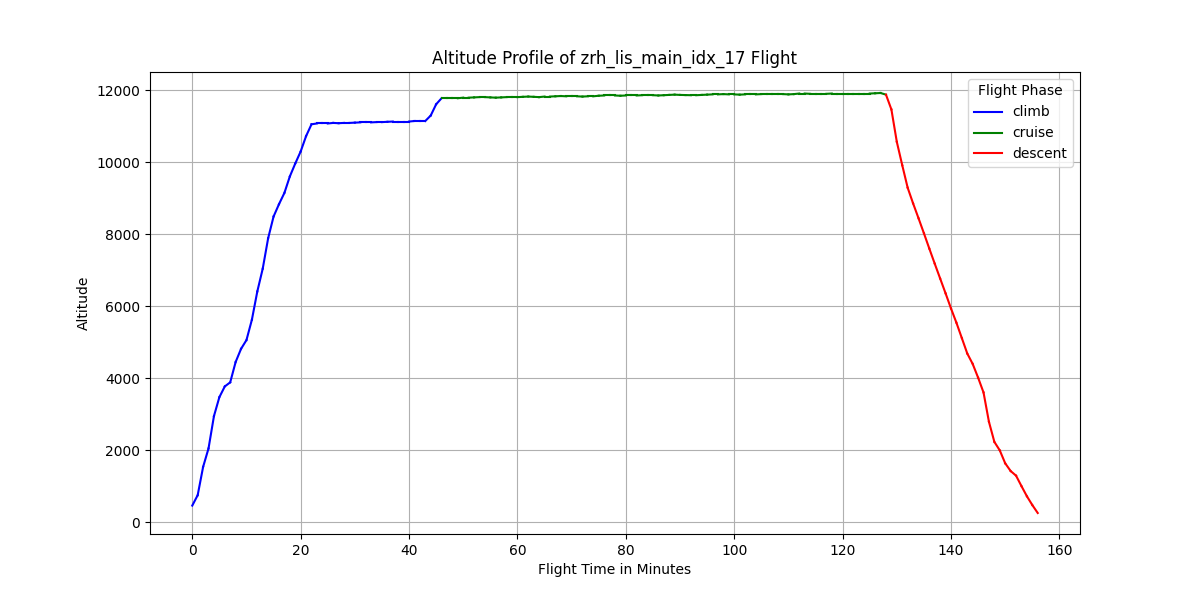 Altitude Profile of zrh_lis_main_idx_17 Flight
Flight Phase
climb
cruise
descent
Altitude
12000
10000
8000
6000
4000
2000
0
0 20 40 60 80 100 120 140 160
Flight Time in Minutes